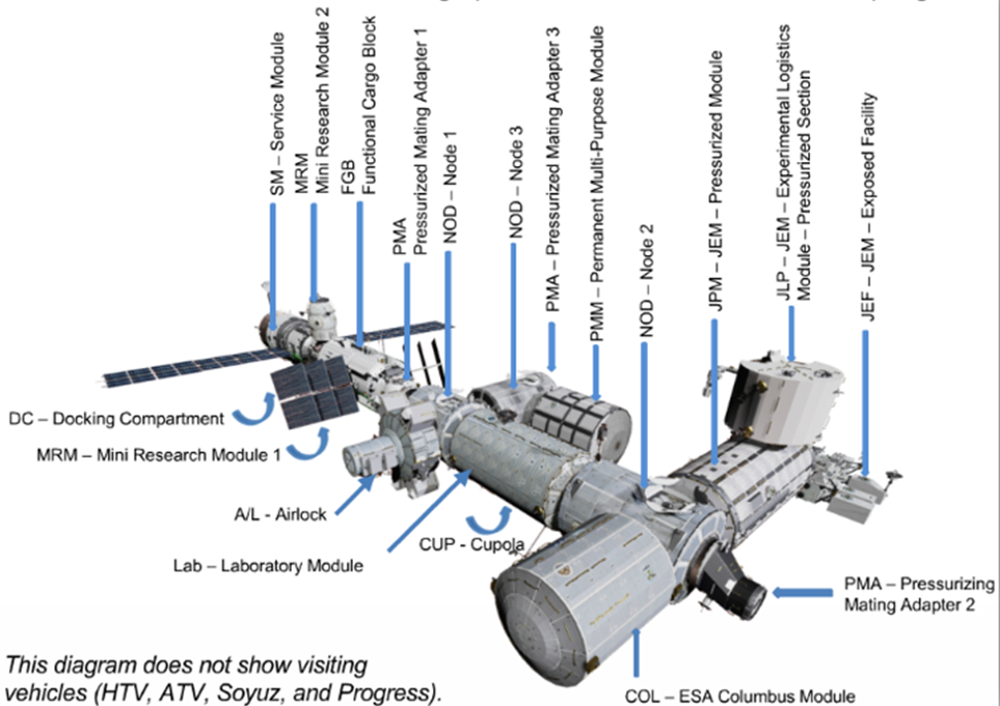 SM – Service Module
MRM
Mini Research Module 2
FGB
Functional Cargo Block
PMA
Pressurized Mating Adapter 1
NOD – Node 1
NOD – Node 3
PMA – Pressurized Mating Adapter 3
PMM – Permanent Multi-Purpose Module
NOD – Node 2
JPM – JEM – Pressurized Module
JLP – JEM – Experimental Logistics
Module – Pressurized Section
JEF – JEM – Exposed Facility
DC – Docking Compartment
MRM – Mini Research Module 1
A/L - Airlock
CUP - Cupola
Lab – Laboratory Module
PMA – Pressurizing
Mating Adapter 2
COL – ESA Columbus Module
This diagram does not show visiting
vehicles (HTV, ATV, Soyuz, and Progress).